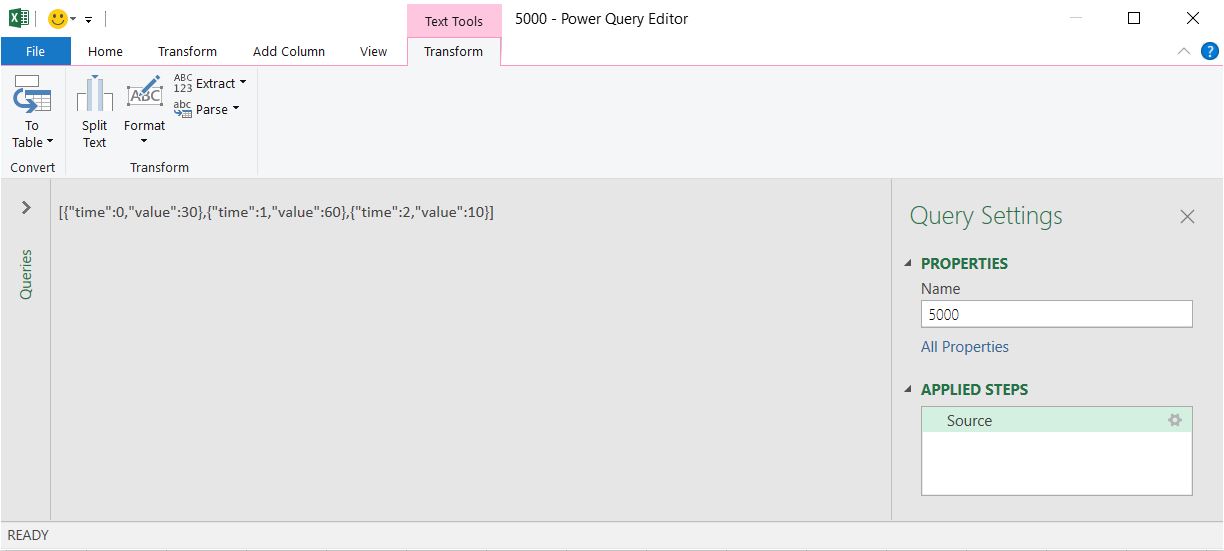 Text Tools
5000 - Power Query Editor
File
Home
Transform
Add Column
View
Transform
?
To
Table
Convert
Split
Text
ABC
Format
ABC
123
Extract
abc
Parse
Transform
Queries
[{"time":0,"value":30},{"time":1,"value":60},{"time":2,"value":10}]
Query Settings
PROPERTIES
Name
5000
All Properties
APPLIED STEPS
Source
READY